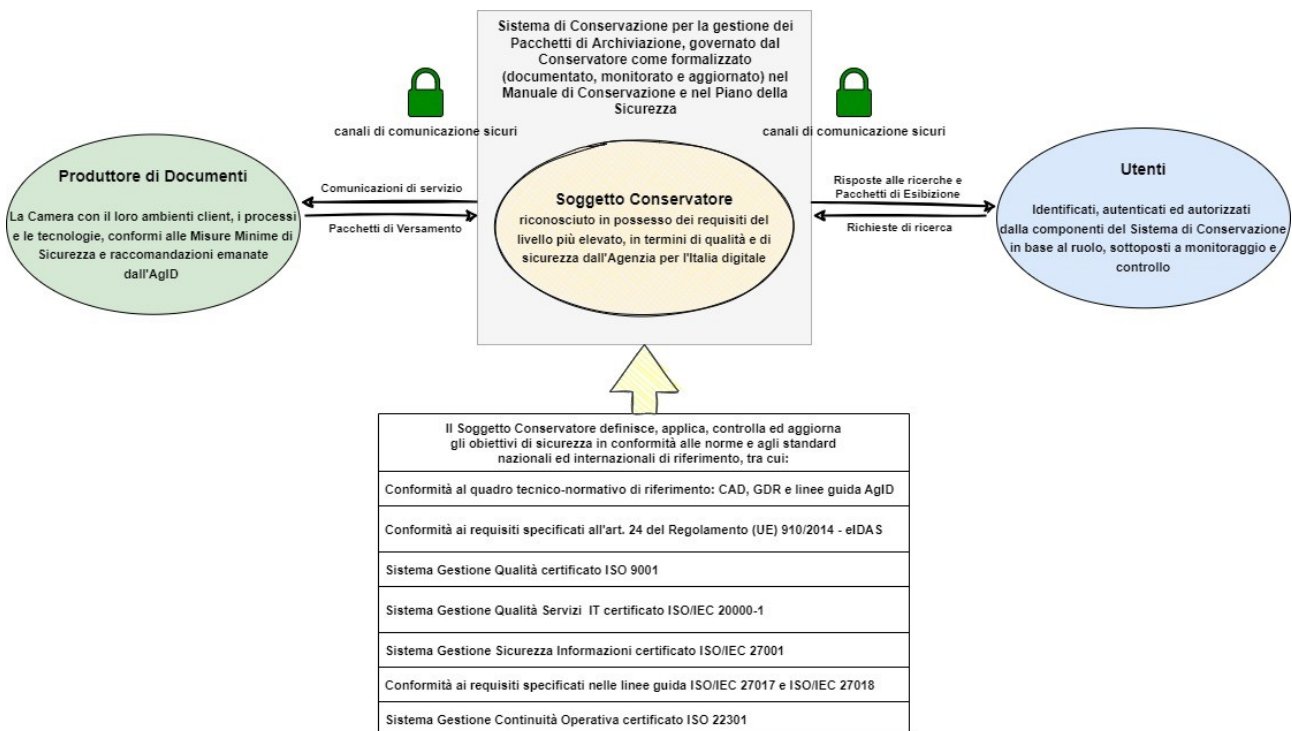 Sistema di Conservazione per la gestione dei
Pacchetti di Archiviazione, governato dal
Conservatore come formalizzato
(documentato, monitorato e aggiornato) nel
Manuale di Conservazione e nel Piano della
Sicurezza
canali di comunicazione sicuri
canali di comunicazione sicuri
Produttore di Documenti
La Camera con il loro ambienti client, i processi
e le tecnologie, conformi alle Misure Minime di
Sicurezza e raccomandazioni emanate
dall'AgID
Comunicazioni di servizio
Pacchetti di Versamento
Soggetto Conservatore
riconosciuto in possesso dei requisiti del
livello più elevato, in termini di qualità e di
sicurezza dall'Agenzia per l'Italia digitale
Risposte alle ricerche e
Pacchetti di Esibizione
Richieste di ricerca
Utenti
Identificati, autenticati ed autorizzati
dalla componenti del Sistema di Conservazione
in base al ruolo, sottoposti a monitoraggio e
controllo
Il Soggetto Conservatore definisce, applica, controlla ed aggiorna
gli obiettivi di sicurezza in conformità alle norme e agli standard
nazionali ed internazionali di riferimento, tra cui:
Conformità al quadro tecnico-normativo di riferimento: CAD, GDR e linee guida AgID
Conformità ai requisiti specificati all'art. 24 del Regolamento (UE) 910/2014 - eIDAS
Sistema Gestione Qualità certificato ISO 9001
Sistema Gestione Qualità Servizi IT certificato ISO/IEC 20000-1
Sistema Gestione Sicurezza Informazioni certificato ISO/IEC 27001
Conformità ai requisiti specificati nelle linee guida ISO/IEC 27017 e ISO/IEC 27018
Sistema Gestione Continuità Operativa certificato ISO 22301